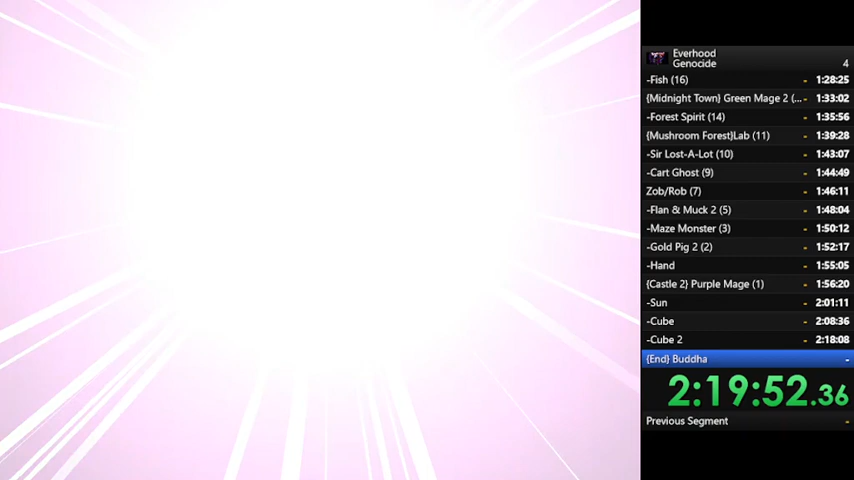 Everhood
Genocide 4
-Fish (16) - 1:28:25
{Midnight Town} Green Mage 2 (... - 1:33:02
-Forest Spirit (14) - 1:35:56
{Mushroom Forest}Lab (11) - 1:39:28
-Sir Lost-A-Lot (10) - 1:43:07
-Cart Ghost (9) - 1:44:49
Zob/Rob (7) - 1:46:11
-Flan & Muck 2 (5) - 1:48:04
-Maze Monster (3) - 1:50:12
-Gold Pig 2 (2) - 1:52:17
-Hand - 1:55:05
{Castle 2} Purple Mage (1) - 1:56:20
-Sun - 2:01:11
-Cube - 2:08:36
-Cube 2 - 2:18:08
{End} Buddha -
2:19:52.36
Previous Segment -